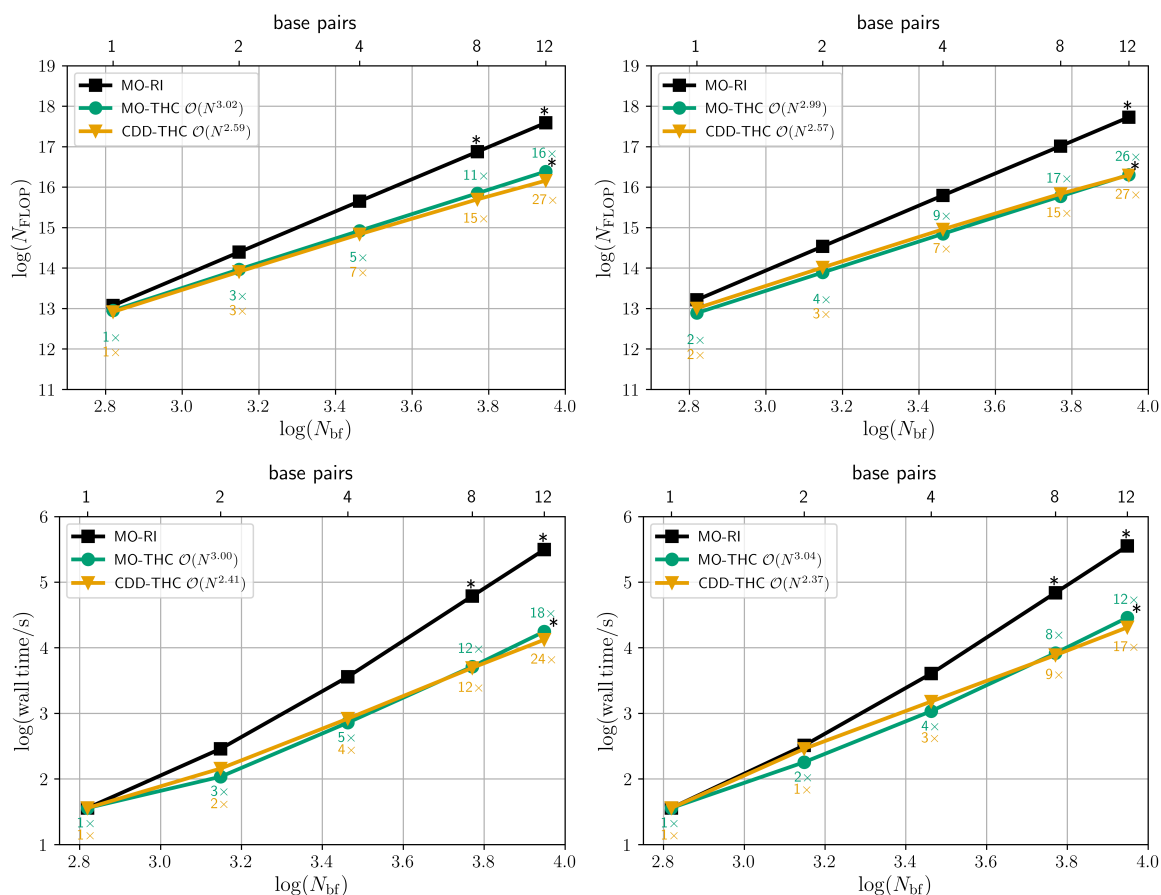 base pairs
1 2 4 8 12
19
18
17
16
15
14
13
12
11
log(N_FLOP)
MO-RI
MO-THC O(N^3.02)
CDD-THC O(N^2.59)
1×
1×
3×
3×
5×
7×
11×
15×
16×
27×
*
*
*
2.8 3.0 3.2 3.4 3.6 3.8 4.0
log(N_bf)
base pairs
1 2 4 8 12
19
18
17
16
15
14
13
12
11
log(N_FLOP)
MO-RI
MO-THC O(N^2.99)
CDD-THC O(N^2.57)
2×
2×
4×
3×
9×
7×
17×
15×
26×
27×
*
*
2.8 3.0 3.2 3.4 3.6 3.8 4.0
log(N_bf)
base pairs
1 2 4 8 12
6
5
4
3
2
1
log(wall time/s)
MO-RI
MO-THC O(N^3.00)
CDD-THC O(N^2.41)
1×
1×
3×
2×
5×
4×
12×
12×
18×
24×
*
*
*
2.8 3.0 3.2 3.4 3.6 3.8 4.0
log(N_bf)
base pairs
1 2 4 8 12
6
5
4
3
2
1
log(wall time/s)
MO-RI
MO-THC O(N^3.04)
CDD-THC O(N^2.37)
1×
1×
2×
1×
4×
3×
8×
9×
12×
17×
*
*
*
2.8 3.0 3.2 3.4 3.6 3.8 4.0
log(N_bf)